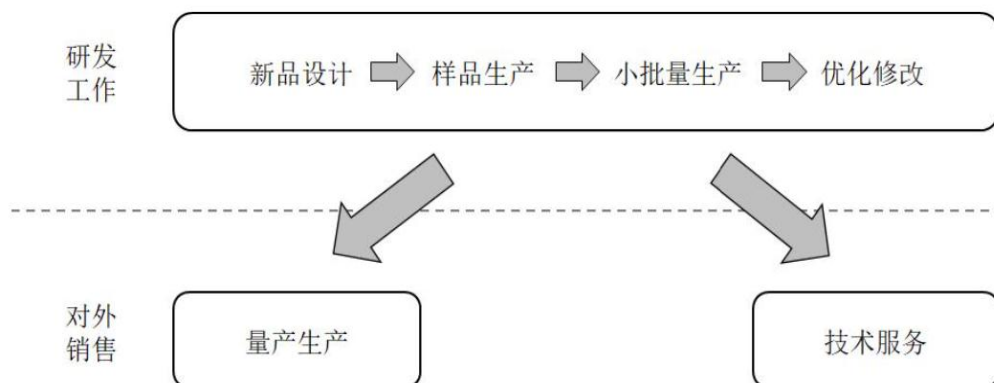 研发
工作
新品设计 样品生产 小批量生产 优化修改
对外
销售
量产生产
技术服务